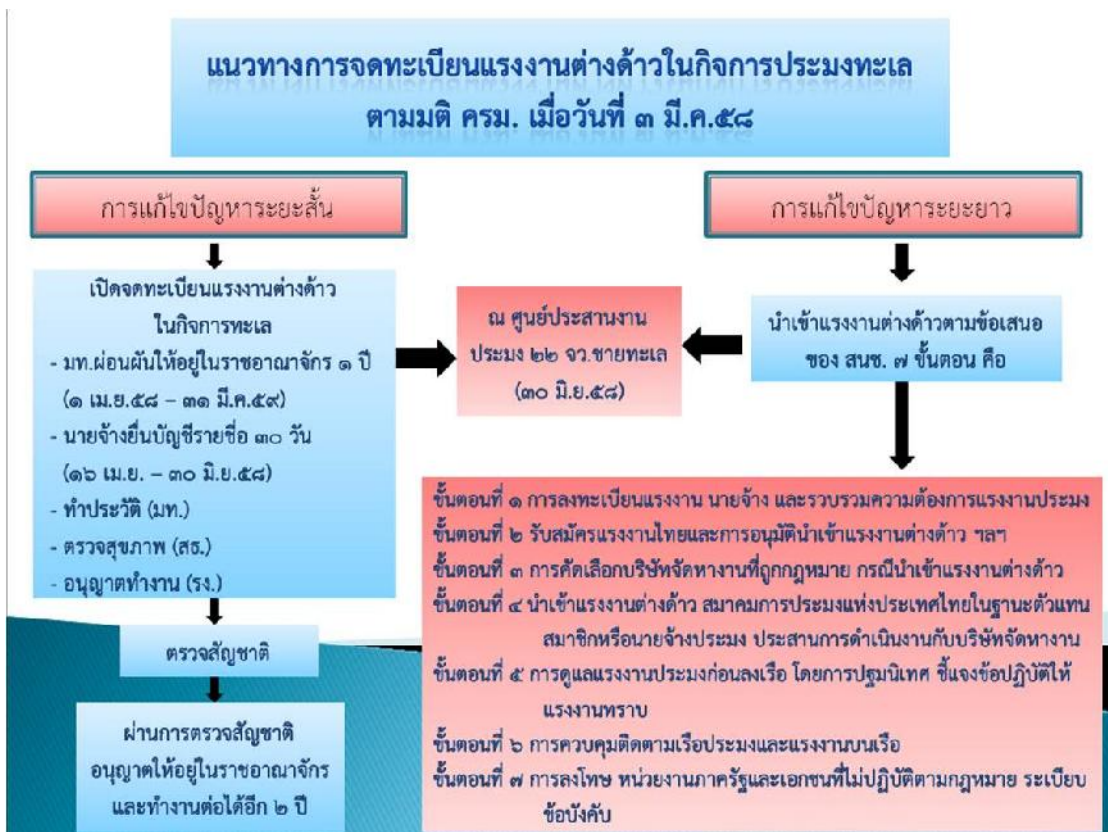 แนวทางการจดทะเบียนแรงงานต่างด้าวในกิจการประมงทะเล
ตามมติ ครม. เมื่อวันที่ ๓ มี.ค.๕๘
การแก้ไขปัญหาระยะสั้น
เปิดจดทะเบียนแรงงานต่างด้าว
ในกิจการทะเล
- มท.ผ่อนผันให้อยู่ในราชอาณาจักร ๑ ปี
(๑ เม.ย.๕๘ – ๓๑ มี.ค.๕๙)
- นายจ้างยื่นบัญชีรายชื่อ ๓๐ วัน
(๑๖ เม.ย. – ๓๐ มิ.ย.๕๘)
- ทำประวัติ (มท.)
- ตรวจสุขภาพ (สธ.)
- อนุญาตทำงาน (รง.)
ตรวจสัญชาติ
ผ่านการตรวจสัญชาติ
อนุญาตให้อยู่ในราชอาณาจักร
และทำงานต่อได้อีก ๒ ปี
ณ ศูนย์ประสานงาน
ประมง ๒๒ จว.ชายทะเล
(๓๐ มิ.ย.๕๘)
การแก้ไขปัญหาระยะยาว
นำเข้าแรงงานต่างด้าวตามข้อเสนอ
ของ สนช. ๗ ขั้นตอน คือ
ขั้นตอนที่ ๑ การลงทะเบียนแรงงาน นายจ้าง และรวบรวมความต้องการแรงงานประมง
ขั้นตอนที่ ๒ รับสมัครแรงงานไทยและการอนุมัตินำเข้าแรงงานต่างด้าว ฯลฯ
ขั้นตอนที่ ๓ การคัดเลือกบริษัทจัดหางานที่ถูกกฎหมาย กรณีนำเข้าแรงงานต่างด้าว
ขั้นตอนที่ ๔ นำเข้าแรงงานต่างด้าว สมาคมการประมงแห่งประเทศไทยในฐานะตัวแทน
สมาชิกหรือนายจ้างประมง ประสานการดำเนินงานกับบริษัทจัดหางาน
ขั้นตอนที่ ๕ การดูแลแรงงานประมงก่อนลงเรือ โดยการปฐมนิเทศ ชี้แจงข้อปฏิบัติให้
แรงงานทราบ
ขั้นตอนที่ ๖ การควบคุมติดตามเรือประมงและแรงงานบนเรือ
ขั้นตอนที่ ๗ การลงโทษ หน่วยงานภาครัฐและเอกชนที่ไม่ปฏิบัติตามกฎหมาย ระเบียบ
ข้อบังคับ